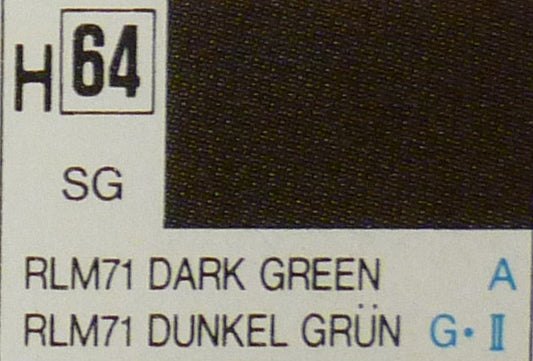 H 64
SG
RLM71 DARK GREEN A
RLM71 DUNKEL GRÜN G·II